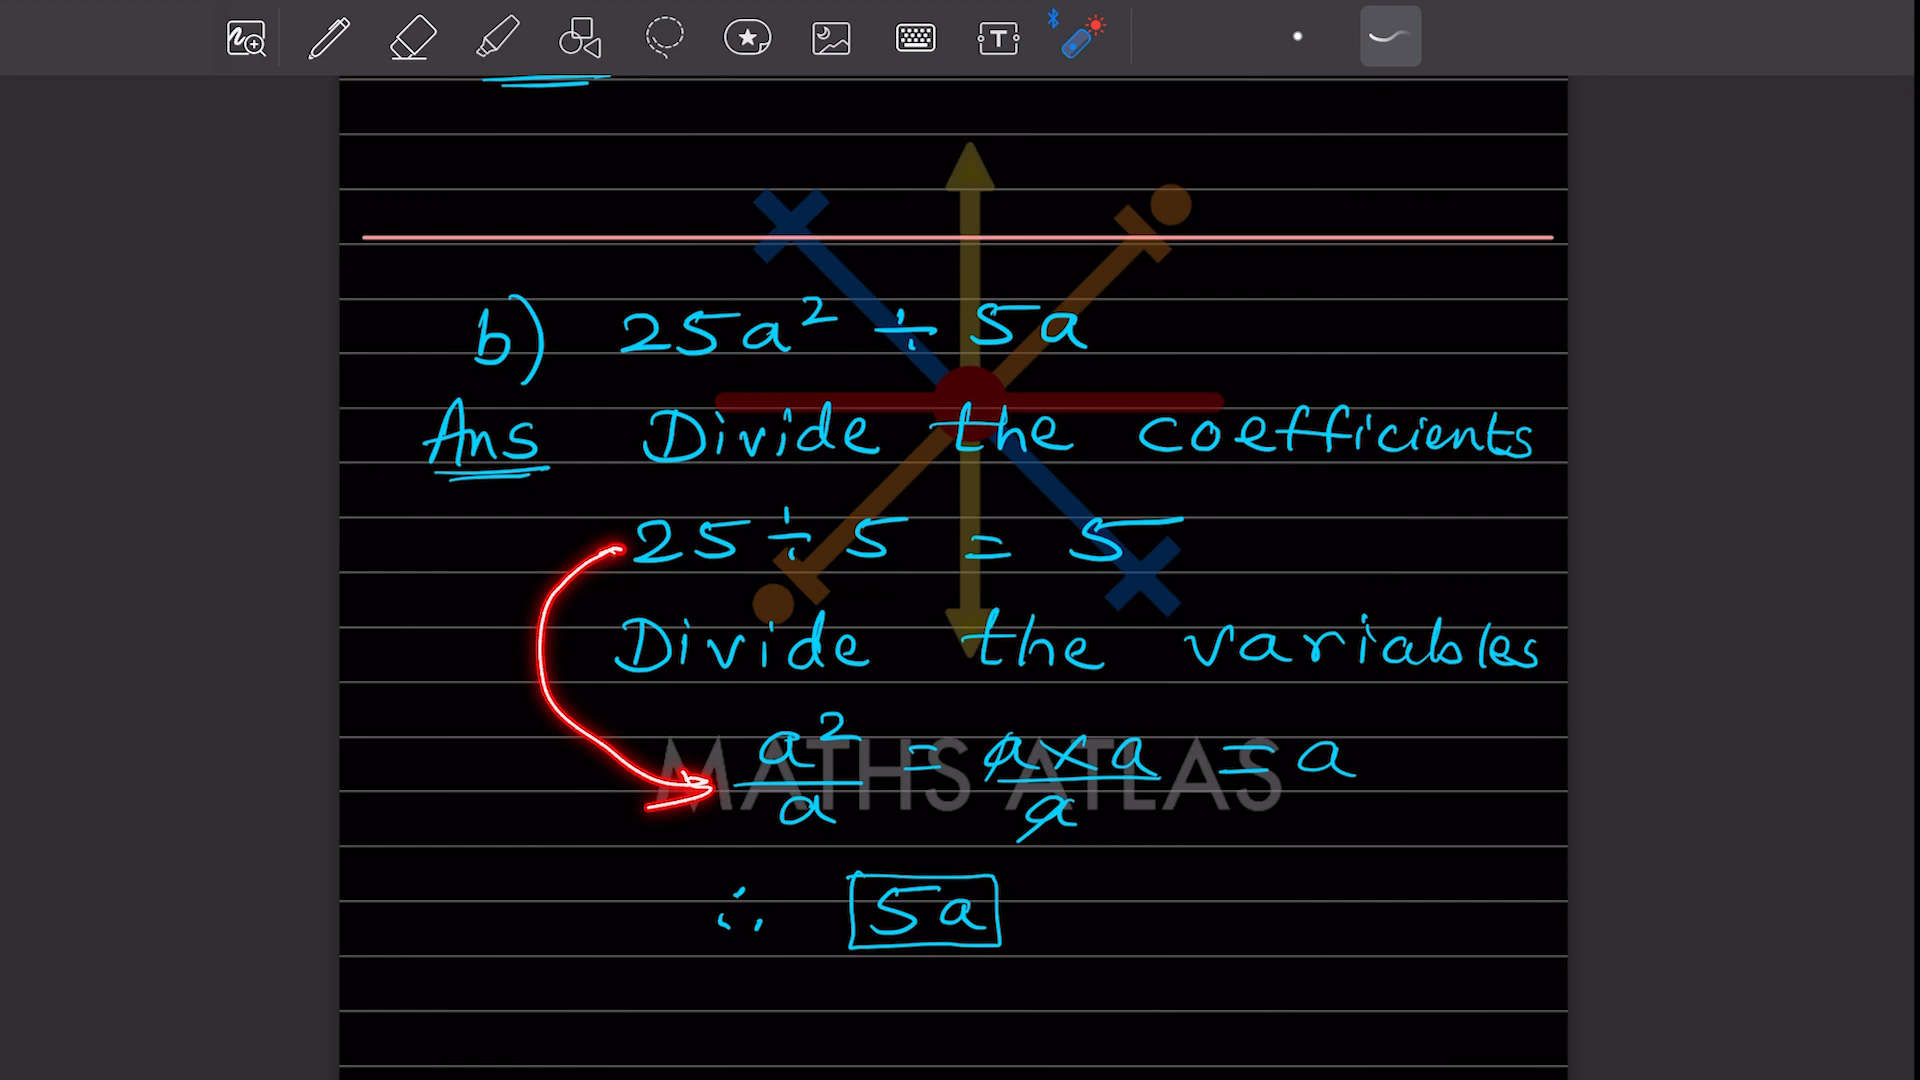 b) 25a² ÷ 5a
Ans Divide the coefficients
25 ÷ 5 = 5
Divide the variables
a²/a = a×a/a = a
∴ 5a
MATHS ATLAS